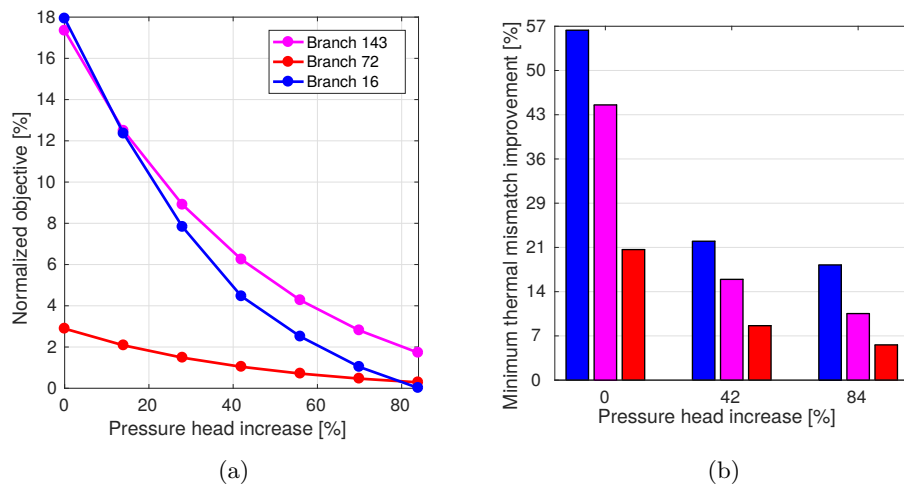 18
16
14
12
10
8
6
4
2
0
Normalized objective [%]
0 20 40 60 80
Pressure head increase [%]
Branch 143
Branch 72
Branch 16
(a)
57
50
43
36
29
21
14
7
0
Minimum thermal mismatch improvement [%]
0 42 84
Pressure head increase [%]
(b)